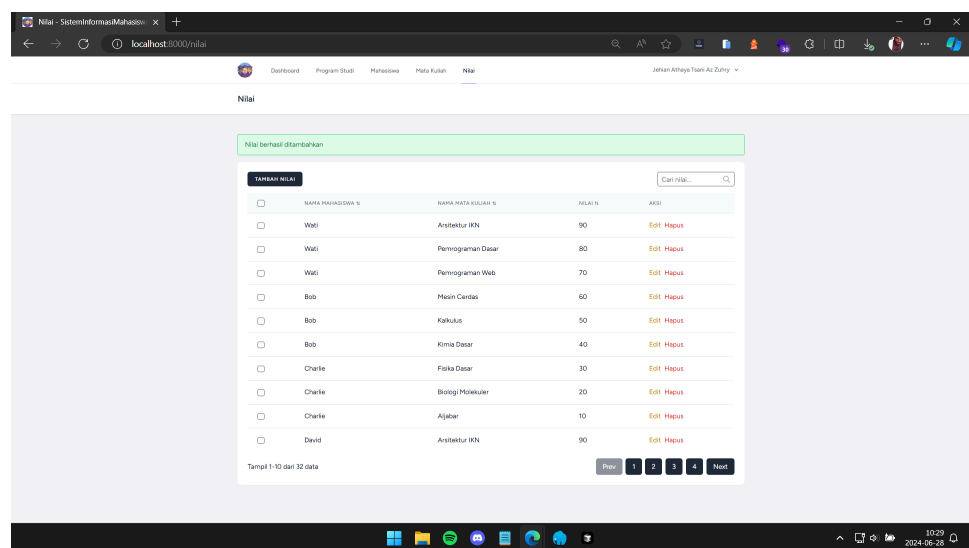 Nilai - SistemInformasiMahasisw
localhost:8000/nilai
30
Dashboard Program Studi Mahasiswa Mata Kuliah Nilai Jehian Athaya Tsani Az Zuhry
Nilai
Nilai berhasil ditambahkan
TAMBAH NILAI Cari nilai...
NAMA MAHASISWA NAMA MATA KULIAH NILAI AKSI
Wati Arsitektur IKN 90 Edit Hapus
Wati Pemrograman Dasar 80 Edit Hapus
Wati Pemrograman Web 70 Edit Hapus
Bob Mesin Cerdas 60 Edit Hapus
Bob Kalkulus 50 Edit Hapus
Bob Kimia Dasar 40 Edit Hapus
Charlie Fisika Dasar 30 Edit Hapus
Charlie Biologi Molekuler 20 Edit Hapus
Charlie Aljabar 10 Edit Hapus
David Arsitektur IKN 90 Edit Hapus
Tampil 1-10 dari 32 data Prev 1 2 3 4 Next
10:29
2024-06-28